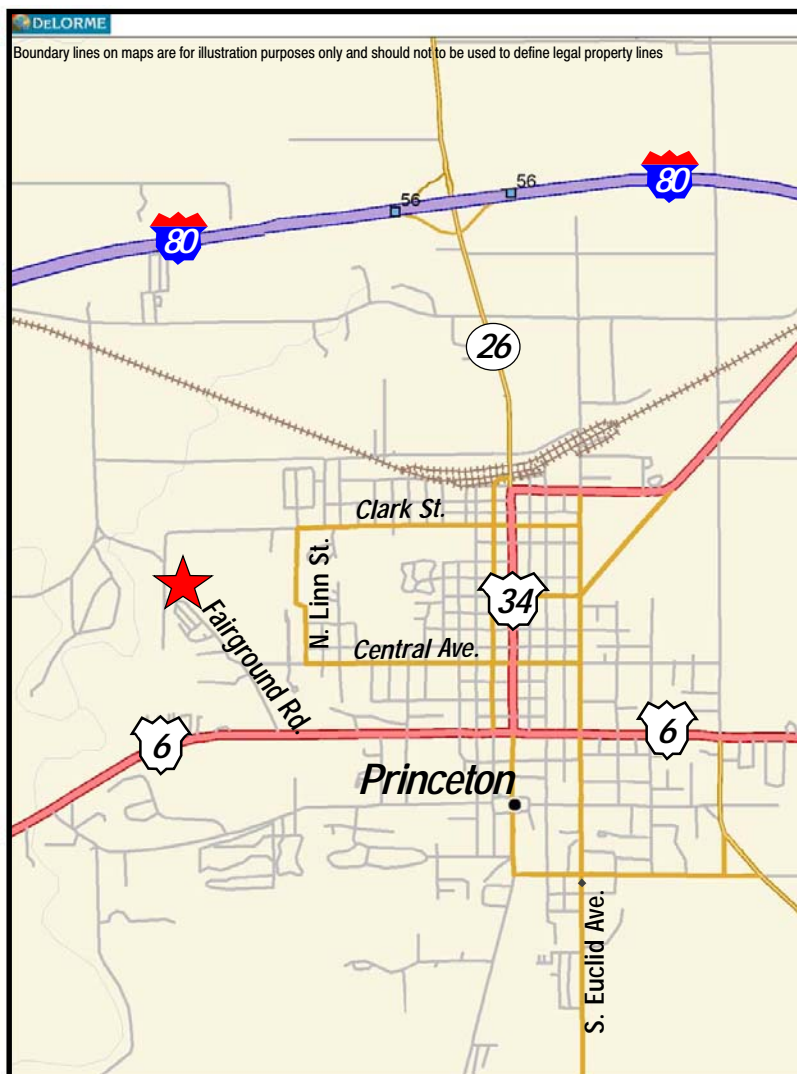 DELORME
Boundary lines on maps are for illustration purposes only and should not to be used to define legal property lines
56
56
80
80
26
Clark St.
N. Linn St.
34
Fairground Rd.
Central Ave.
6
6
Princeton
S. Euclid Ave.